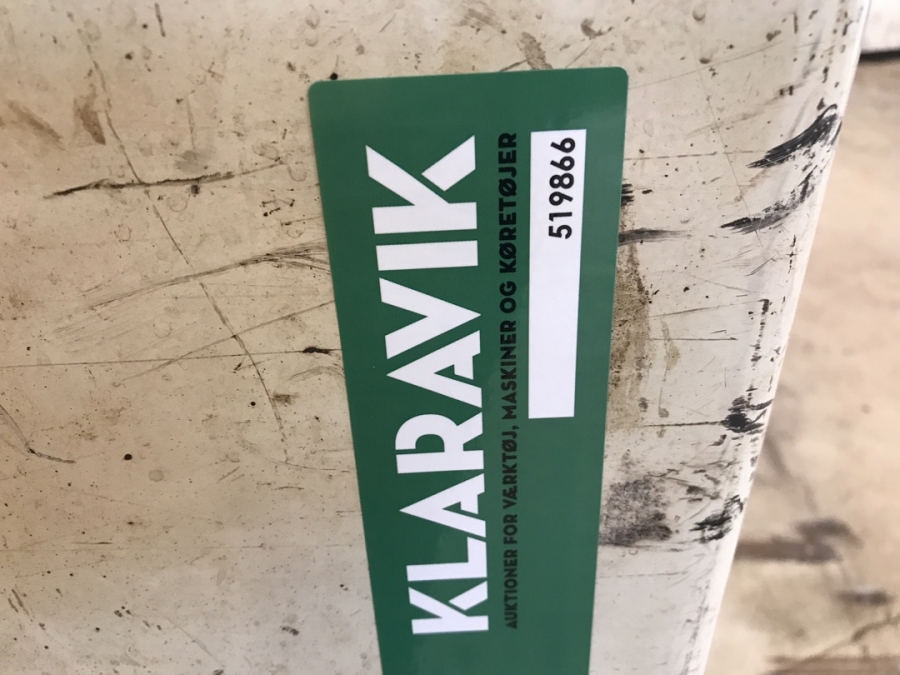 KLARAVIK
AUKTIONER FOR VÆRKTØJ, MASKINER OG KØRETØJER
519866